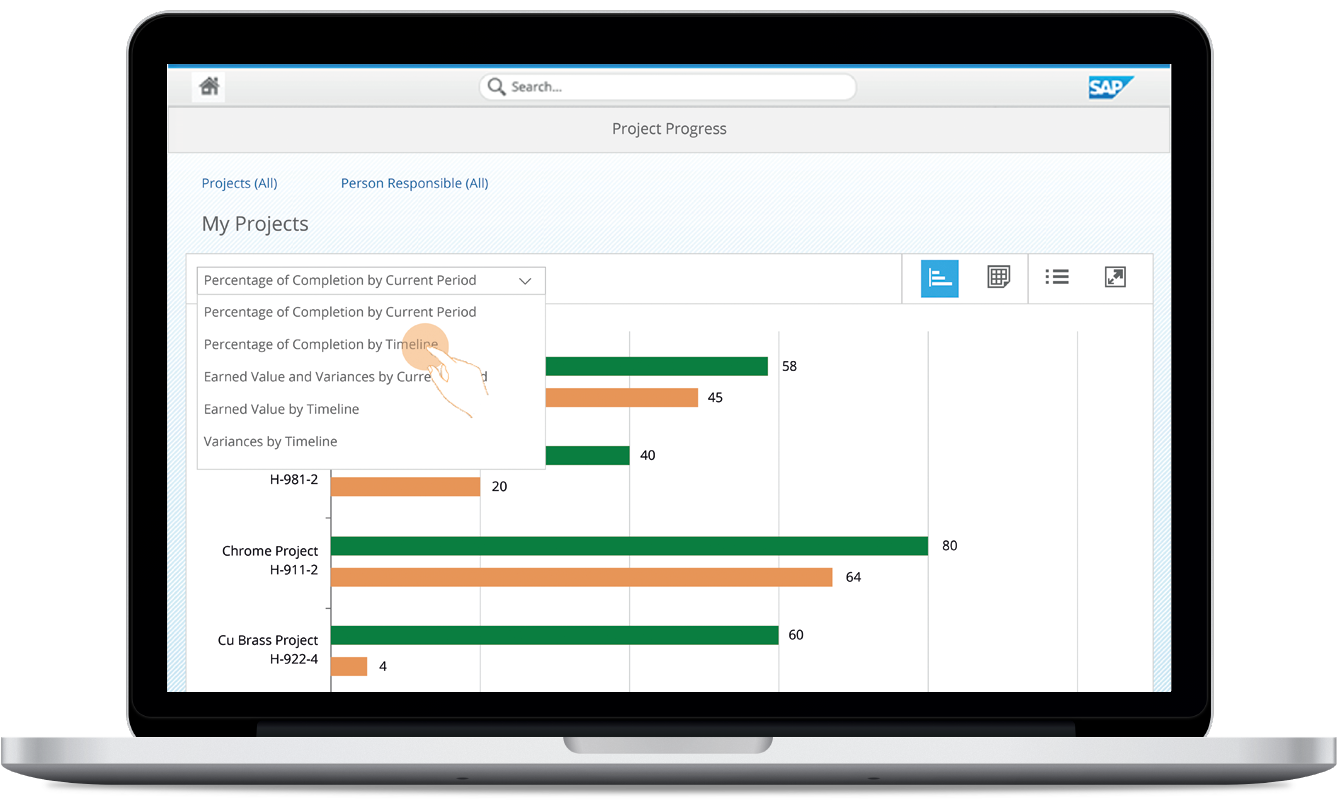 Search...
SAP
Project Progress
Projects (All)
Person Responsible (All)
My Projects
Percentage of Completion by Current Period
Percentage of Completion by Current Period
Percentage of Completion by Timeline
Earned Value and Variances by Curre d
Earned Value by Timeline
Variances by Timeline
58
45
40
H-981-2
20
Chrome Project
H-911-2
80
64
Cu Brass Project
H-922-4
60
4